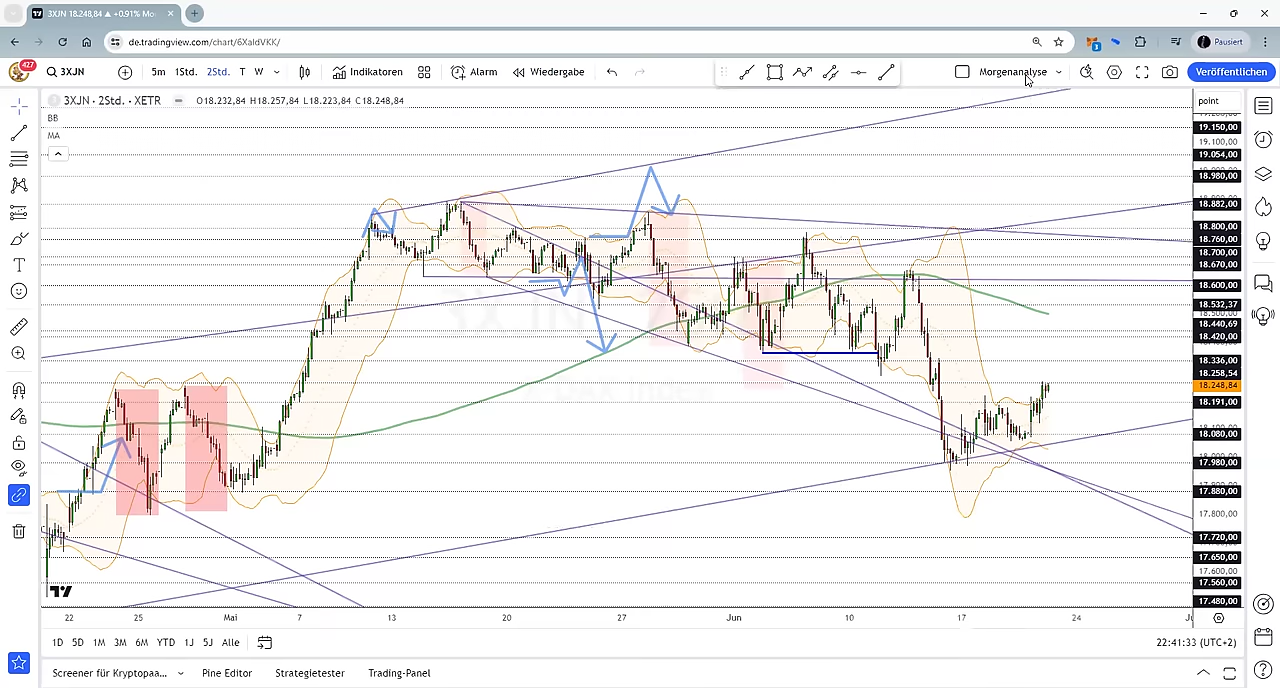 3XJN 18.248,84 ▲ +0.91% Mo
de.tradingview.com/chart/6XaldVKK/
3
Pausiert
427
3XJN
5m 1Std. 2Std. T W
Indikatoren
Alarm
Wiedergabe
Morgenanalyse
Veröffentlichen
3XJN · 2Std. · XETR
O18.232,84 H18.257,84 L18.223,84 C18.248,84
BB
MA
point
19.150,00
19.100,00
19.054,00
18.980,00
18.882,00
18.800,00
18.760,00
18.700,00
18.670,00
18.600,00
18.532,37
18.500,00
18.440,69
18.420,00
18.336,00
18.258,54
18.248,84
18.191,00
18.080,00
17.980,00
17.880,00
17.800,00
17.720,00
17.650,00
17.600,00
17.560,00
17.480,00
22 25 Mai 7 13 20 27 Jun 10 17 24
1D 5D 1M 3M 6M YTD 1J 5J Alle
22:41:33 (UTC+2)
Screener für Kryptopaa... Pine Editor Strategietester Trading-Panel